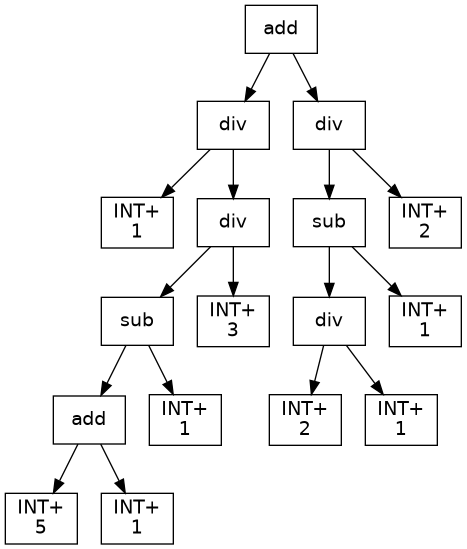 add
div
div
INT+
1
div
sub
INT+
2
sub
INT+
3
div
INT+
1
add
INT+
1
INT+
2
INT+
1
INT+
5
INT+
1